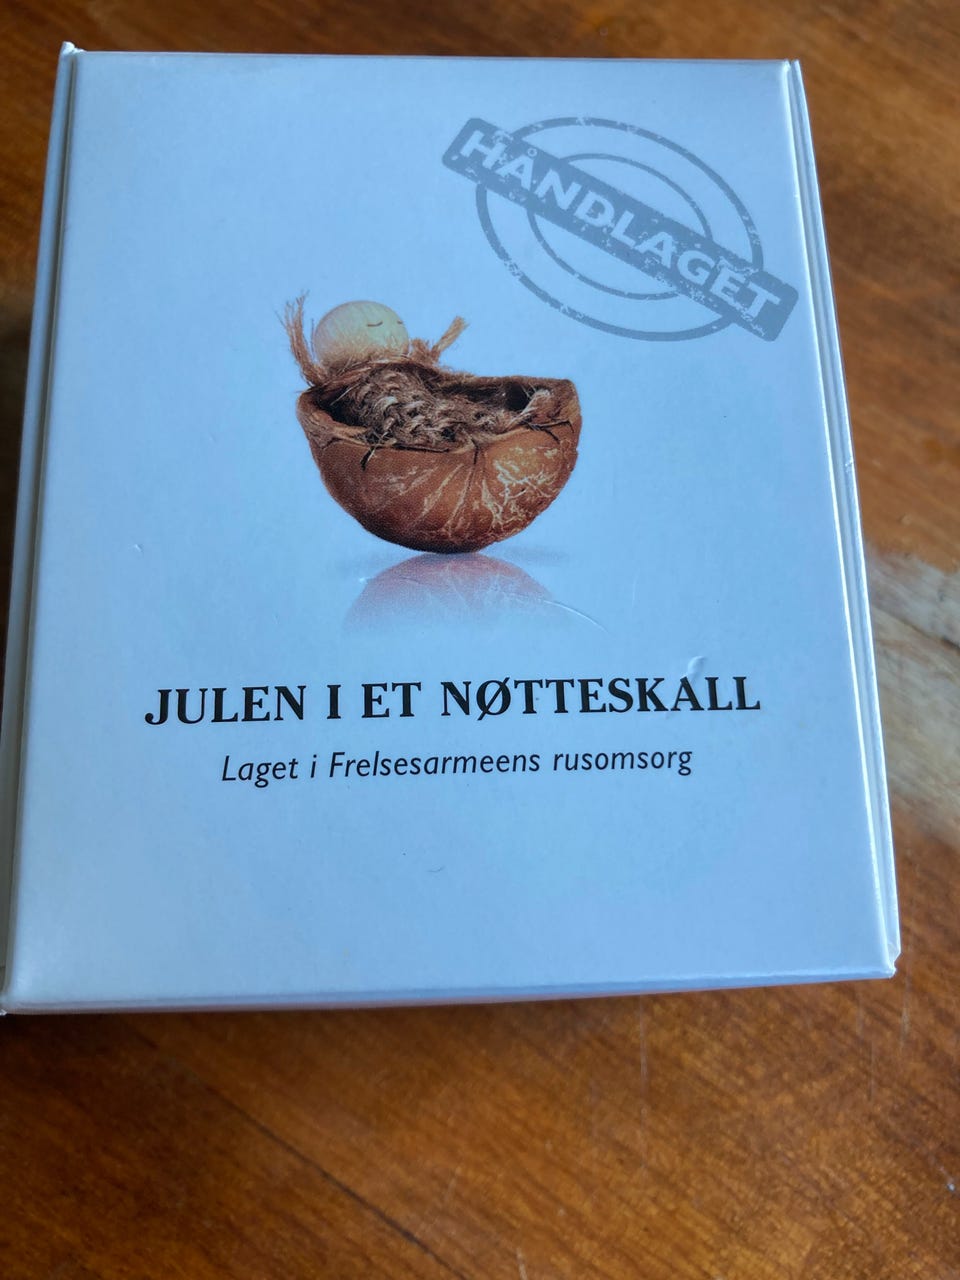 HÅNDLAGET
JULEN I ET NØTTESKALL
Laget i Frelsesarmeens rusomsorg